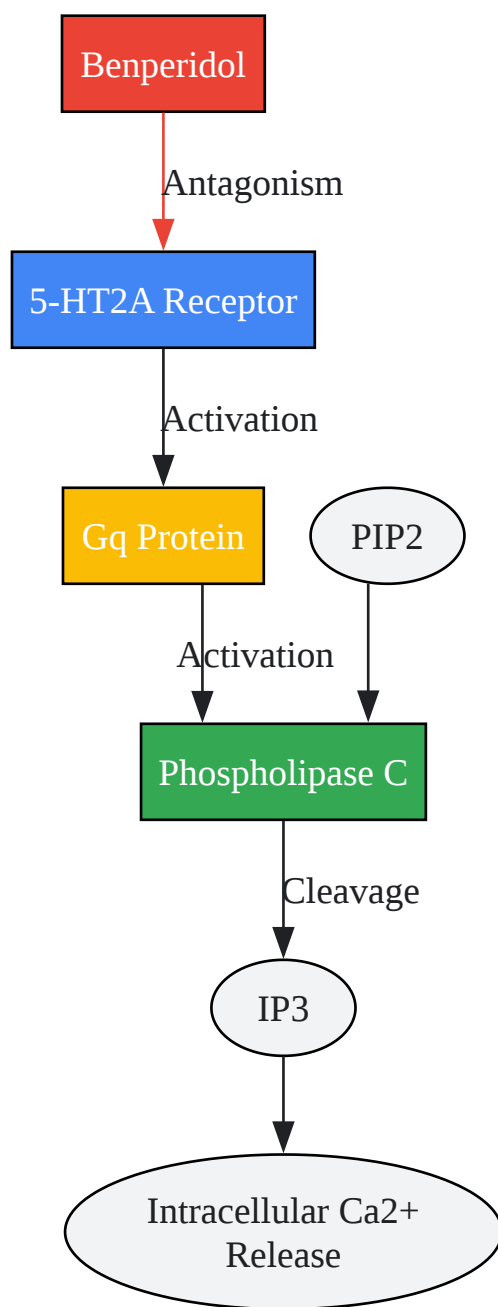 Benperidol
Antagonism
5-HT2A Receptor
Activation
Gq Protein
PIP2
Activation
Phospholipase C
Cleavage
IP3
Intracellular Ca2+
Release